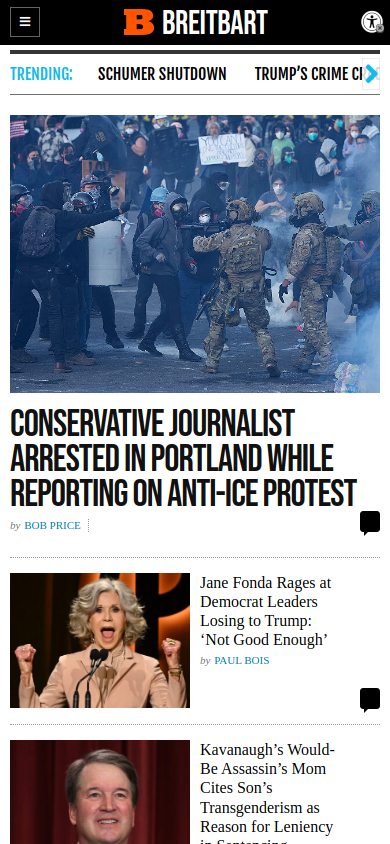 BREITBART
TRENDING:
SCHUMER SHUTDOWN
TRUMP’S CRIME
CONSERVATIVE JOURNALIST
ARRESTED IN PORTLAND WHILE
REPORTING ON ANTI-ICE PROTEST
by BOB PRICE
Jane Fonda Rages at
Democrat Leaders
Losing to Trump:
‘Not Good Enough’
by PAUL BOIS
Kavanaugh’s Would-
Be Assassin’s Mom
Cites Son’s
Transgenderism as
Reason for Leniency
in Sentencing